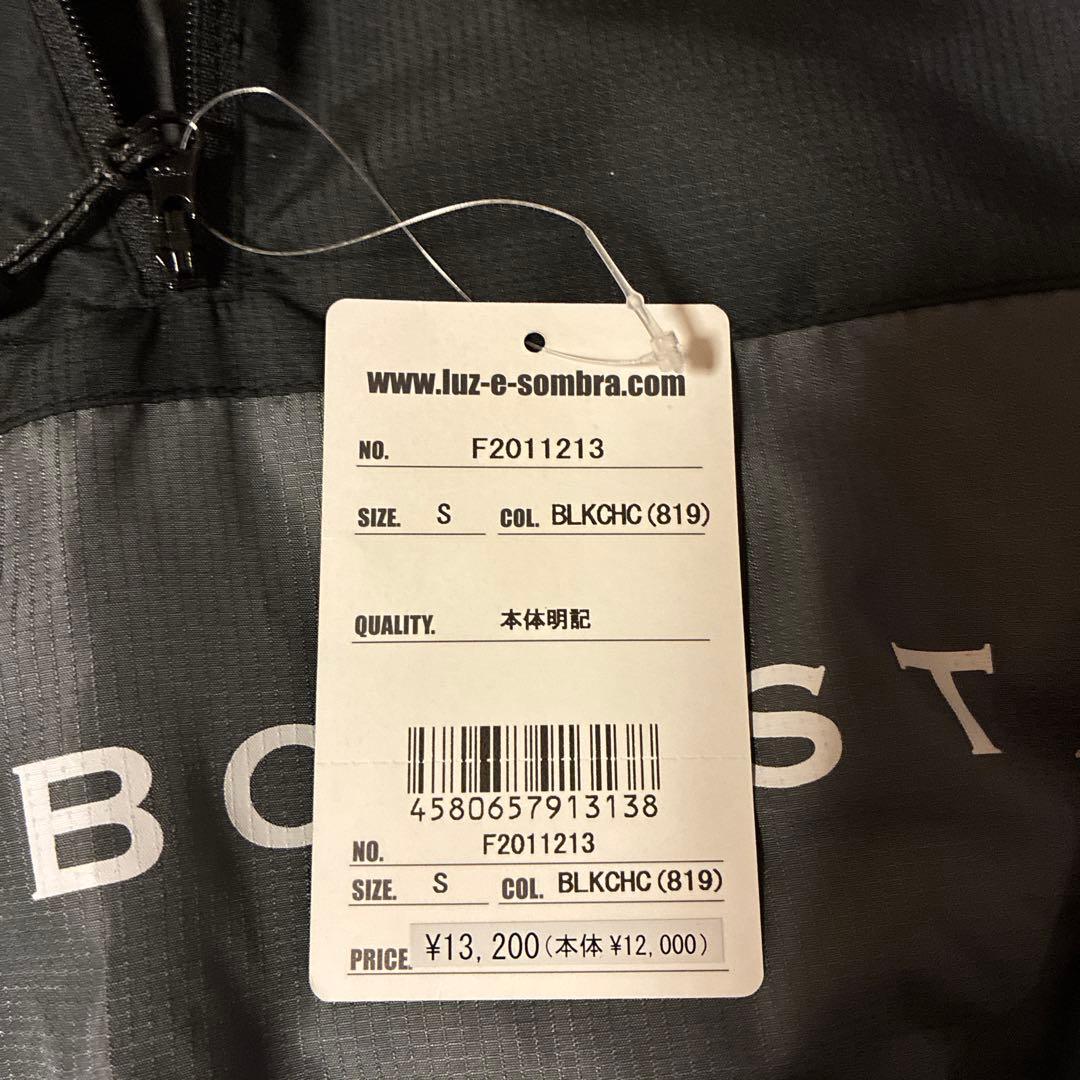 www.luz-e-sombra.com
NO. F2011213
SIZE. S COL. BLKCHC(819)
QUALITY. 本体明記
BO ST
4580657913138
NO. F2011213
SIZE. S COL. BLKCHC(819)
PRICE. ¥13,200(本体 ¥12,000)